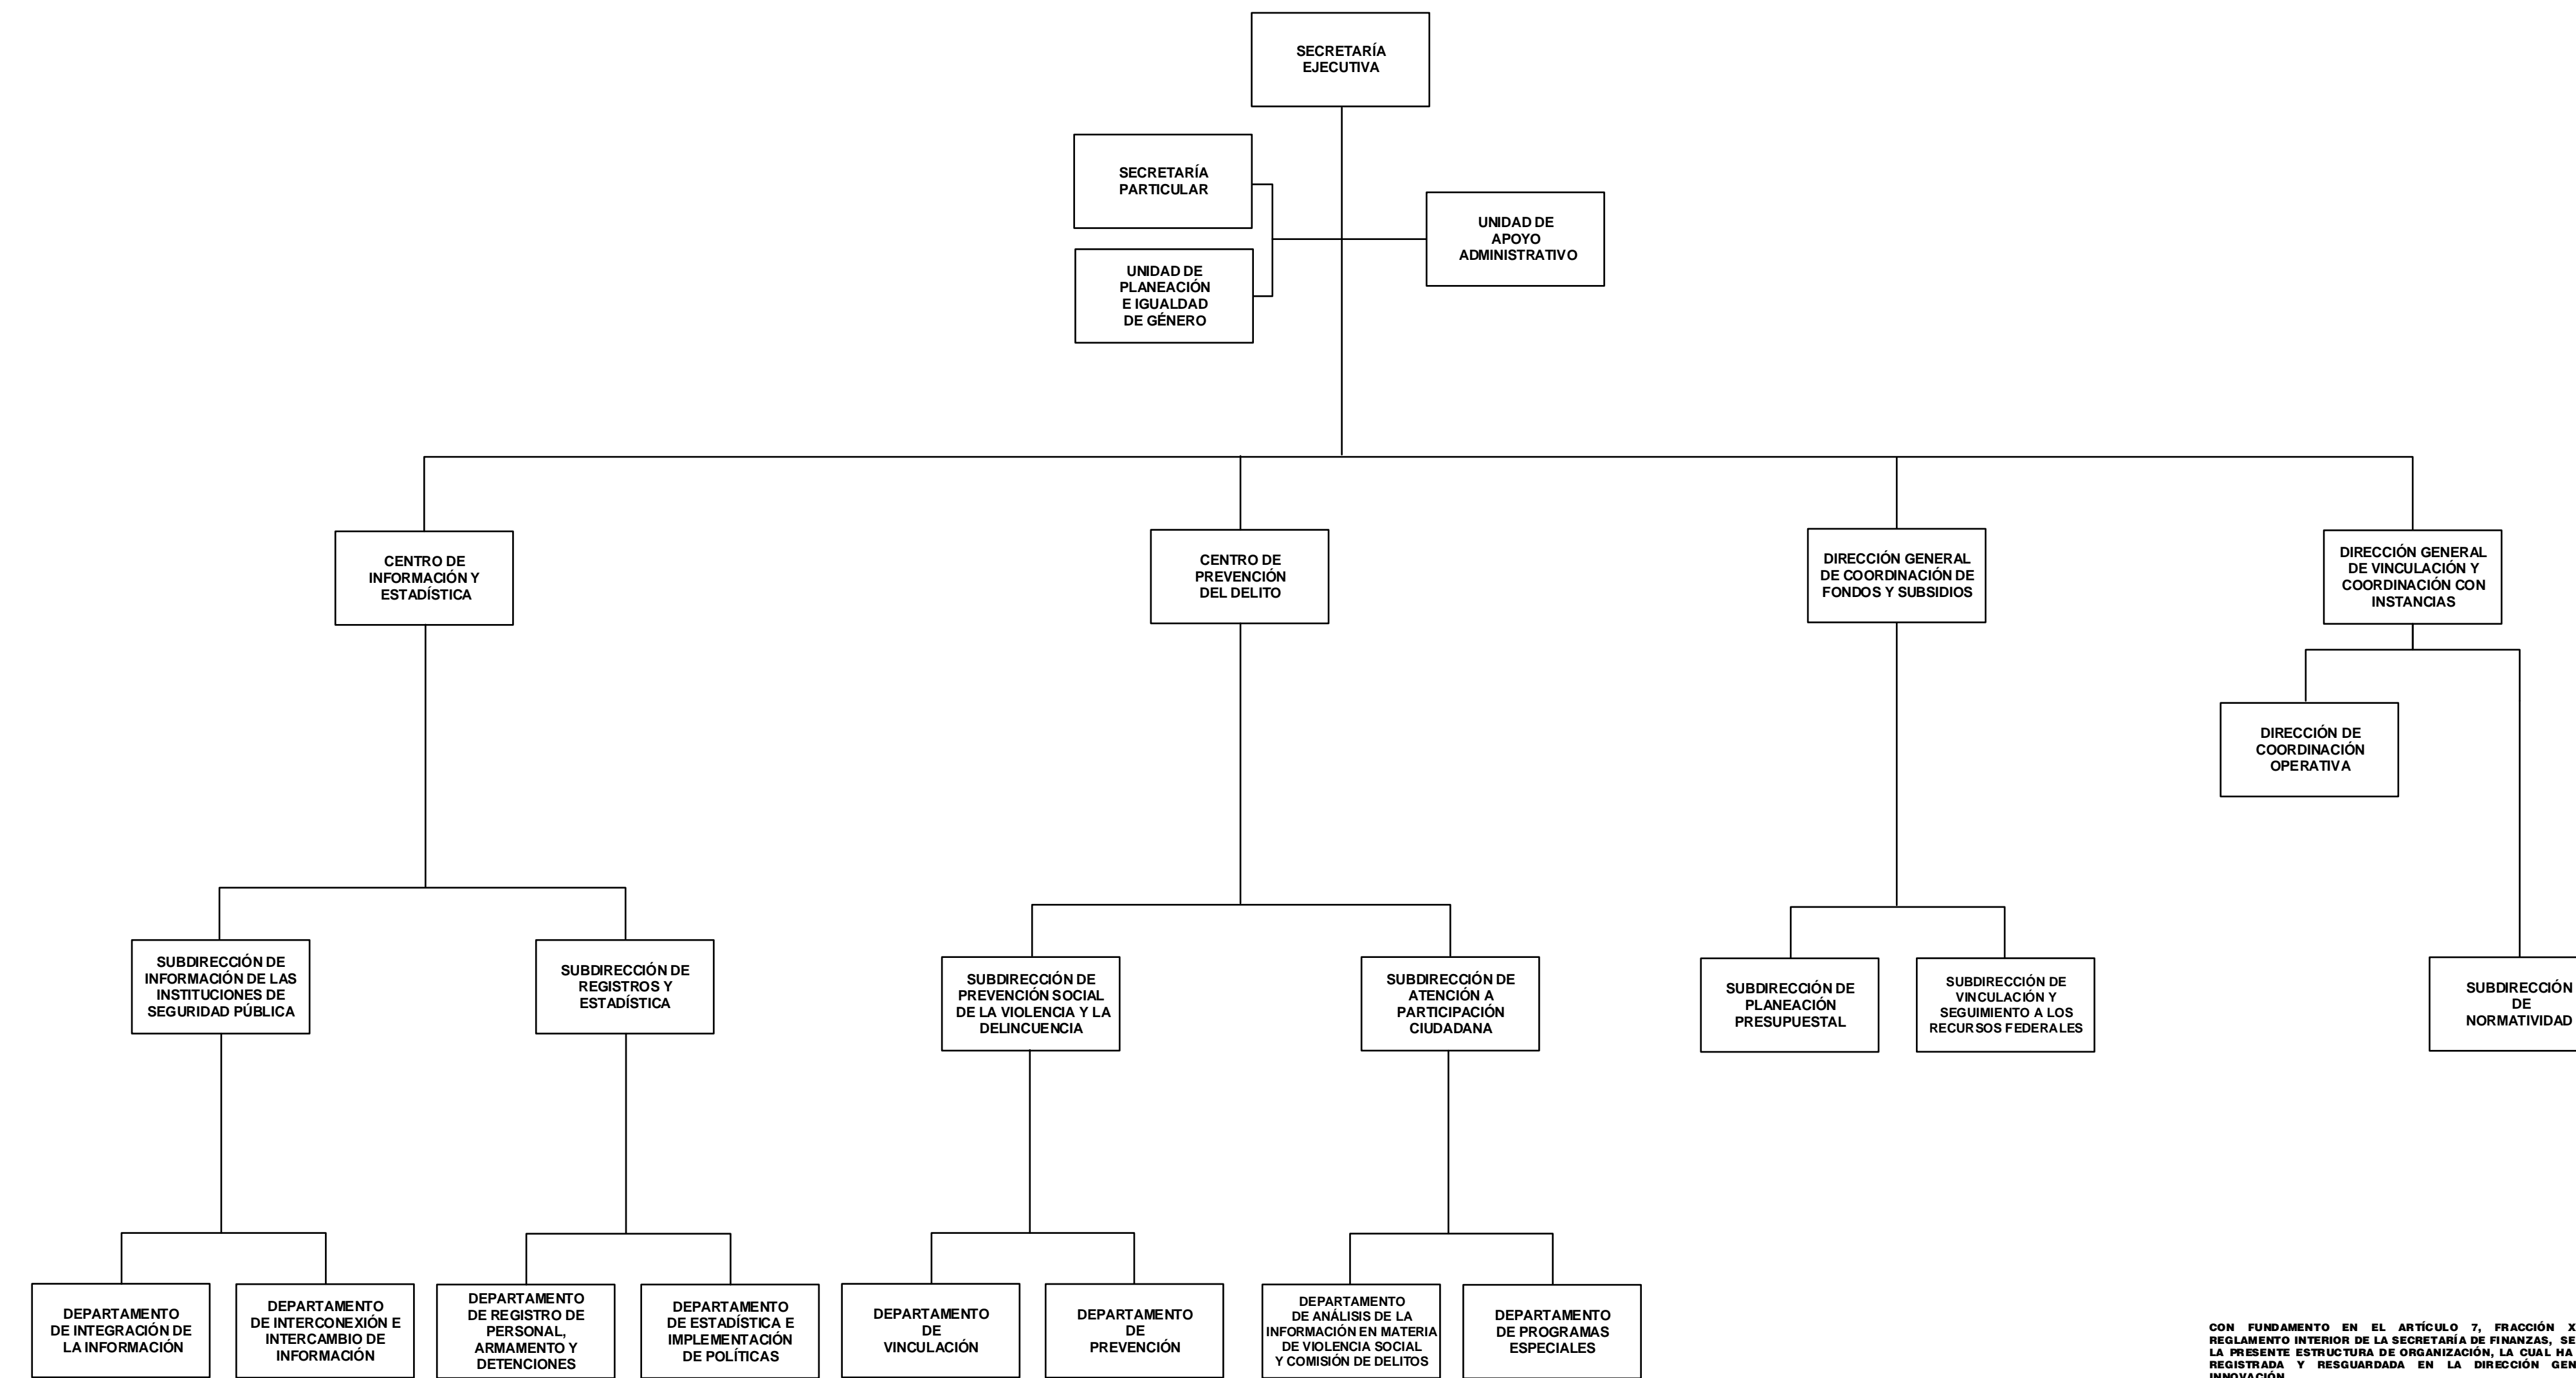 SECRETARÍA
EJECUTIVA
SECRETARÍA
PARTICULAR
UNIDAD DE
APOYO
ADMINISTRATIVO
UNIDAD DE
PLANEACIÓN
E IGUALDAD
DE GÉNERO
CENTRO DE
INFORMACIÓN Y
ESTADÍSTICA
CENTRO DE
PREVENCIÓN
DEL DELITO
DIRECCIÓN GENERAL
DE COORDINACIÓN DE
FONDOS Y SUBSIDIOS
DIRECCIÓN GENERAL
DE VINCULACIÓN Y
COORDINACIÓN CON
INSTANCIAS
DIRECCIÓN DE
COORDINACIÓN
OPERATIVA
SUBDIRECCIÓN DE
INFORMACIÓN DE LAS
INSTITUCIONES DE
SEGURIDAD PÚBLICA
SUBDIRECCIÓN DE
REGISTROS Y
ESTADÍSTICA
SUBDIRECCIÓN DE
PREVENCIÓN SOCIAL
DE LA VIOLENCIA Y LA
DELINCUENCIA
SUBDIRECCIÓN DE
ATENCIÓN A
PARTICIPACIÓN
CIUDADANA
SUBDIRECCIÓN DE
PLANEACIÓN
PRESUPUESTAL
SUBDIRECCIÓN DE
VINCULACIÓN Y
SEGUIMIENTO A LOS
RECURSOS FEDERALES
SUBDIRECCIÓN
DE
NORMATIVIDAD
DEPARTAMENTO
DE INTEGRACIÓN DE
LA INFORMACIÓN
DEPARTAMENTO
DE INTERCONEXIÓN E
INTERCAMBIO DE
INFORMACIÓN
DEPARTAMENTO
DE REGISTRO DE
PERSONAL,
ARMAMENTO Y
DETENCIONES
DEPARTAMENTO
DE ESTADÍSTICA E
IMPLEMENTACIÓN
DE POLÍTICAS
DEPARTAMENTO
DE
VINCULACIÓN
DEPARTAMENTO
DE
PREVENCIÓN
DEPARTAMENTO
DE ANÁLISIS DE LA
INFORMACIÓN EN MATERIA
DE VIOLENCIA SOCIAL
Y COMISIÓN DE DELITOS
DEPARTAMENTO
DE PROGRAMAS
ESPECIALES
CON FUNDAMENTO EN EL ARTÍCULO 7, FRACCIÓN X
REGLAMENTO INTERIOR DE LA SECRETARÍA DE FINANZAS, SE
LA PRESENTE ESTRUCTURA DE ORGANIZACIÓN, LA CUAL HA
REGISTRADA Y RESGUARDADA EN LA DIRECCIÓN GEN
INNOVACIÓN